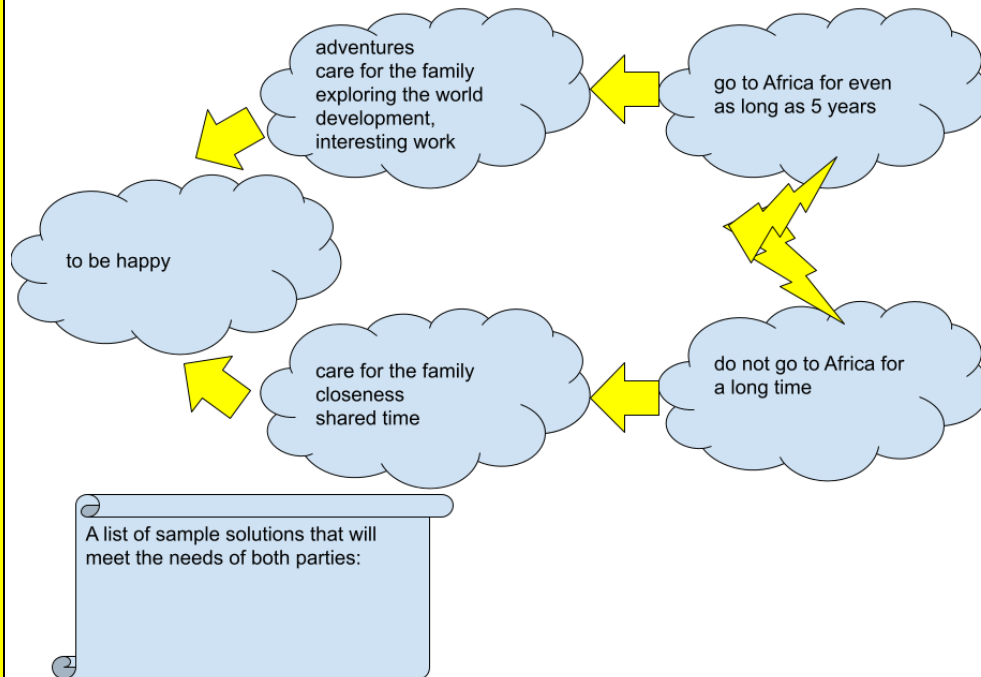 adventures
care for the family
exploring the world
development,
interesting work
go to Africa for even
as long as 5 years
to be happy
care for the family
closeness
shared time
do not go to Africa for
a long time
A list of sample solutions that will
meet the needs of both parties: